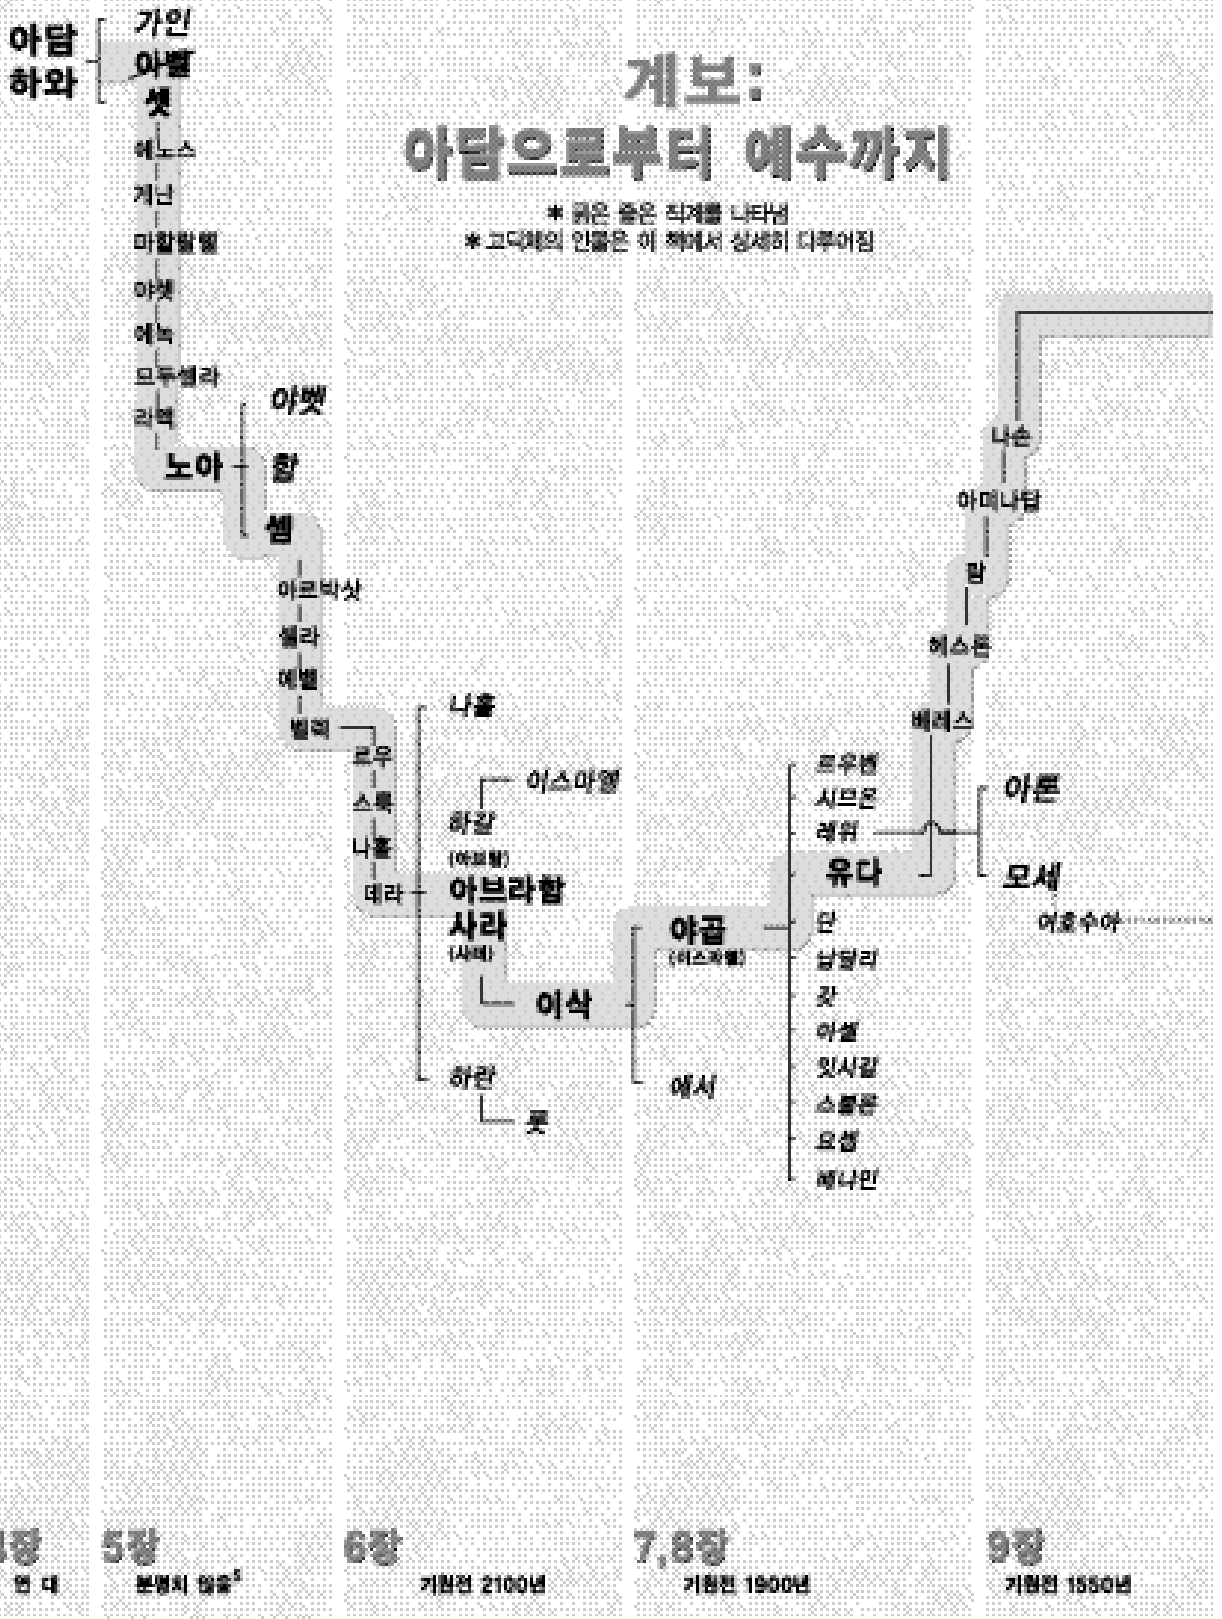 계보:
아담으로부터 예수까지
* 굵은 줄은 직계를 나타냄
* 고딕체의 인물은 이 책에서 상세히 다루어짐
아담
하와
가인
아벨
셋
에노스
게난
마할랄렐
야렛
에녹
므두셀라
라멕
노아
야벳
함
셈
아르박삿
셀라
에벨
벨렉
르우
스룩
나홀
데라
나홀
이스마엘
하갈
(아브람)
아브라함
사라
(사래)
이삭
하란
롯
야곱
(이스라엘)
에서
르우벤
시므온
레위
유다
단
납달리
갓
아셀
잇사갈
스불론
요셉
베냐민
나손
아미나답
람
헤스론
베레스
아론
모세
여호수아
장
연 대
5장
분명치 않음5
6장
기원전 2100년
7,8장
기원전 1900년
9장
기원전 1550년